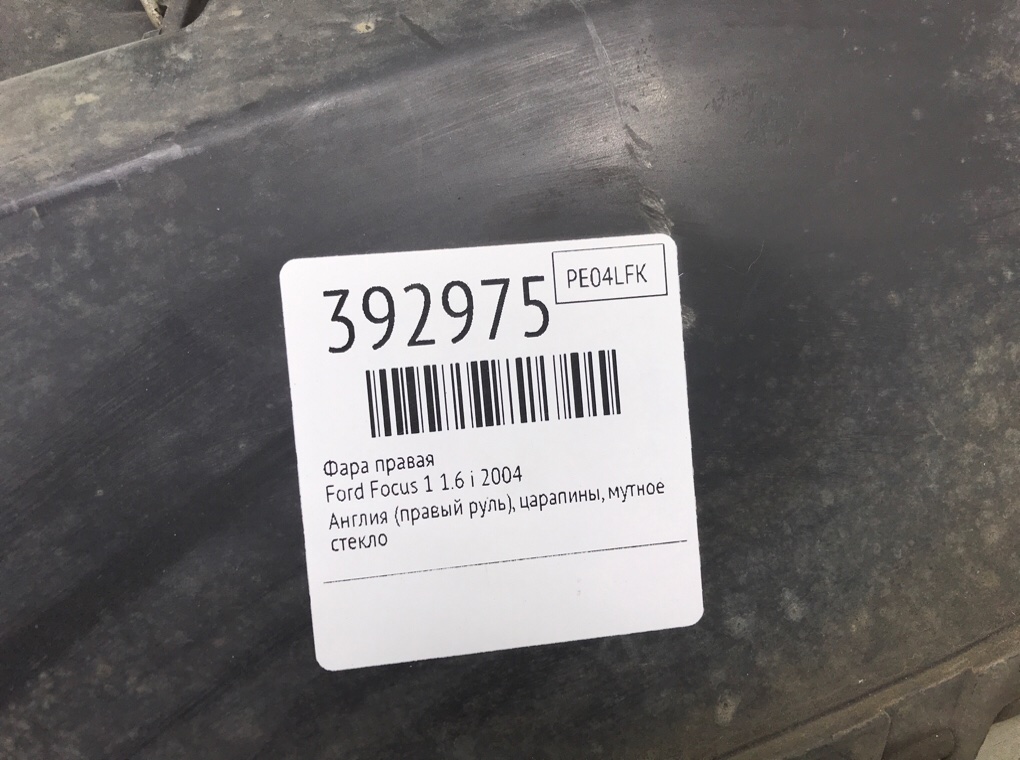 392975
PE04LFK
Фара правая
Ford Focus 1 1.6 i 2004
Англия (правый руль), царапины, мутное
стекло